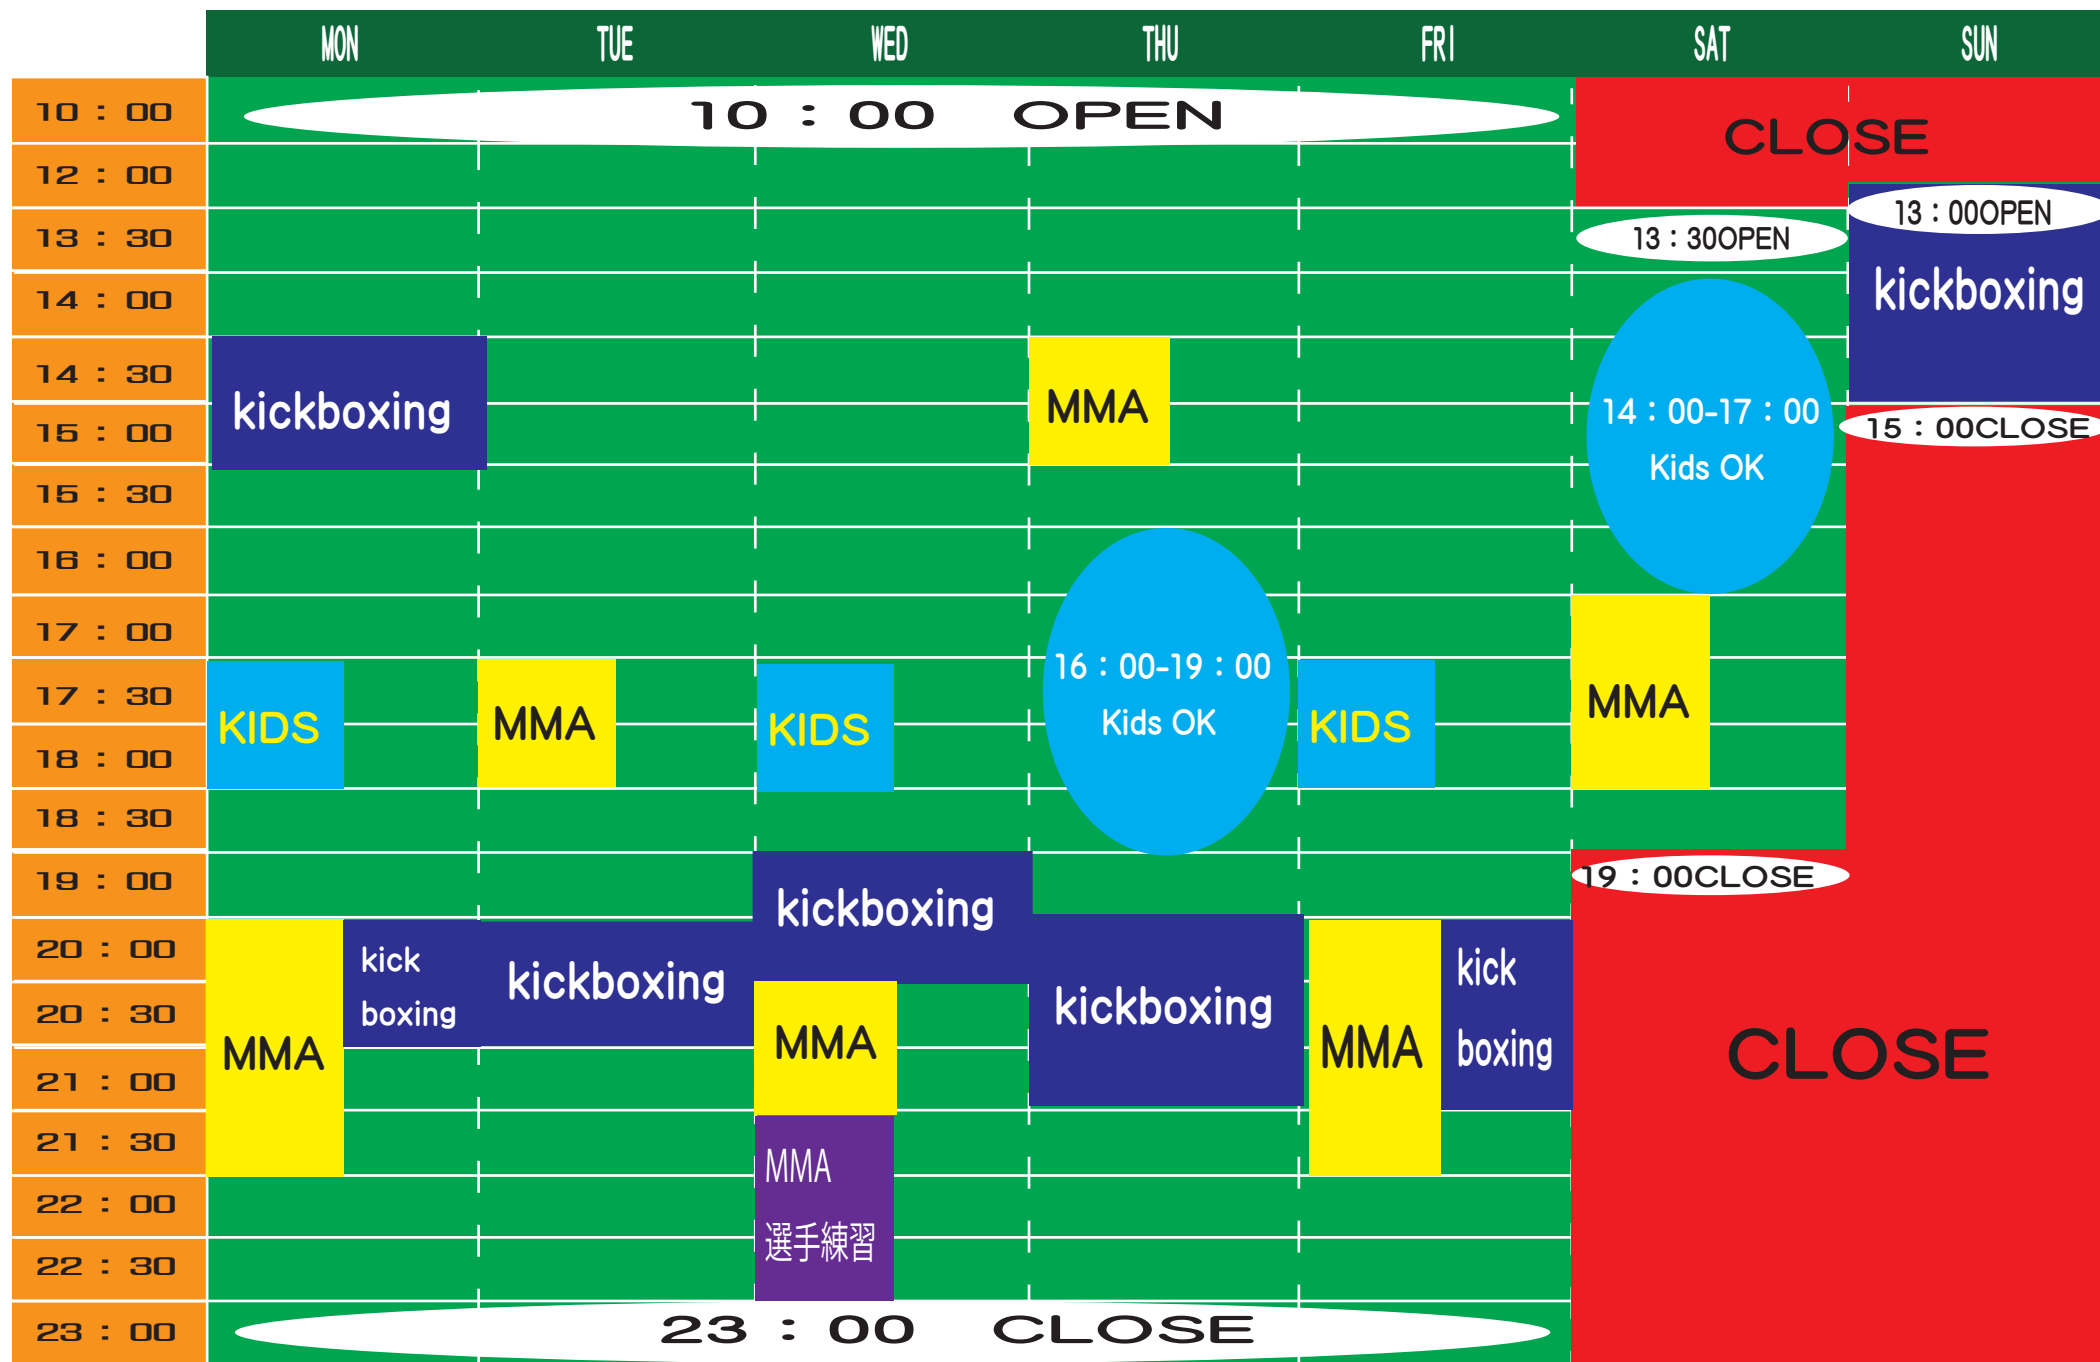 MON TUE WED THU FRI SAT SUN
10：00
10：00 OPEN
CLOSE
12：00
13：00OPEN
13：30
13：30OPEN
14：00
kickboxing
14：30
kickboxing
MMA
14：00-17：00
Kids OK
15：00
15：00CLOSE
15：30
16：00
17：00
16：00-19：00
Kids OK
17：30
KIDS
MMA
KIDS
KIDS
MMA
18：00
18：30
19：00
kickboxing
19：00CLOSE
20：00
MMA
kick
boxing
kickboxing
kickboxing
MMA
kick
boxing
20：30
MMA
CLOSE
21：00
21：30
MMA
選手練習
22：00
22：30
23：00
23：00 CLOSE